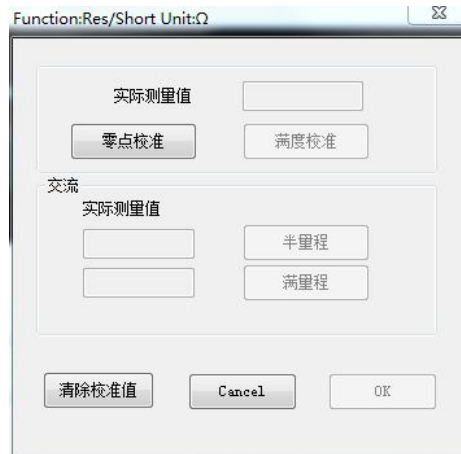 Function:Res/Short Unit:Ω
实际测量值
零点校准
满度校准
交流
实际测量值
半里程
满里程
清除校准值
Cancel
OK